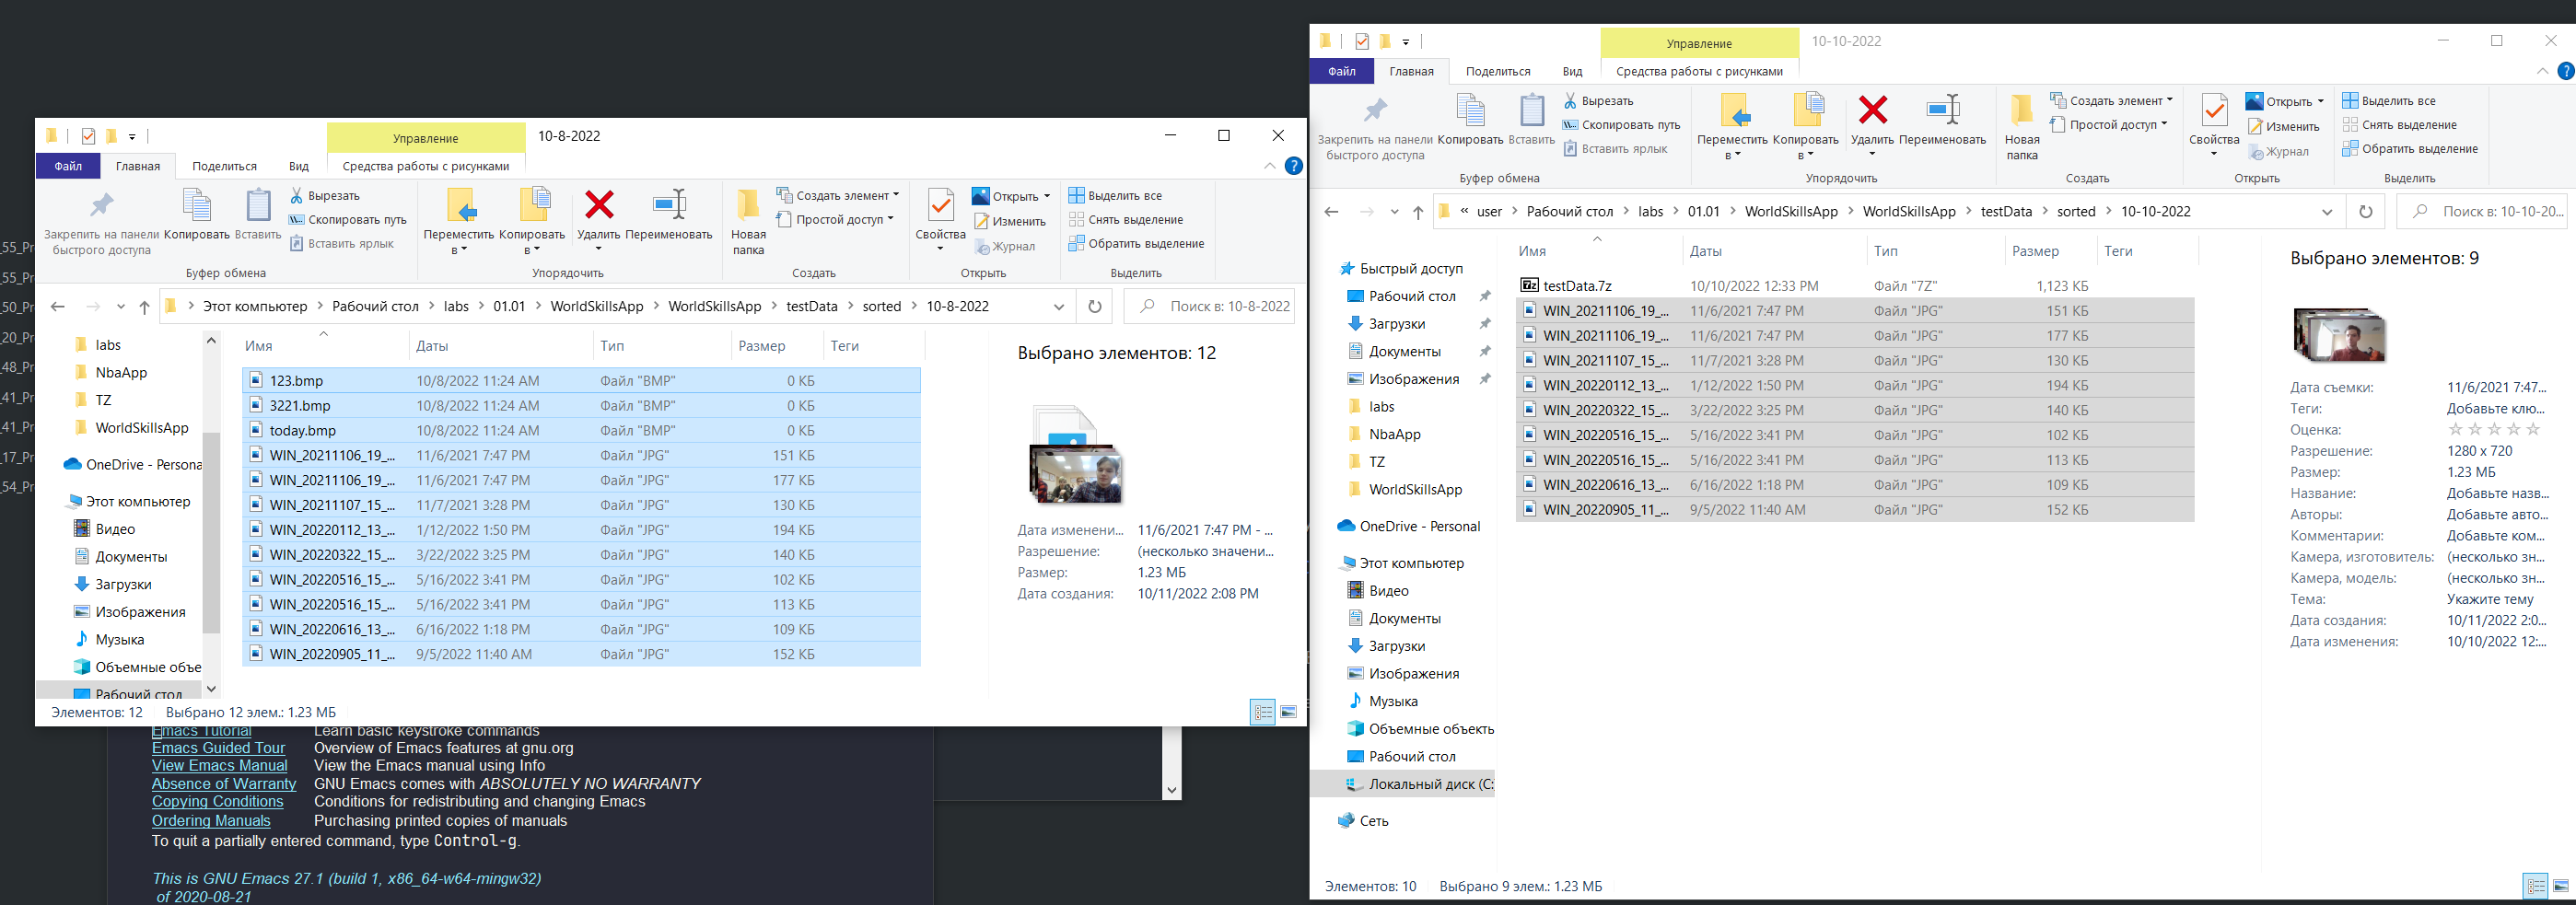 Управление
10-8-2022
Файл
Главная
Поделиться
Вид
Средства работы с рисунками
Закрепить на панели быстрого доступа
Копировать
Вставить
Вырезать
Скопировать путь
Вставить ярлык
Переместить в
Копировать в
Удалить
Переименовать
Новая папка
Создать элемент
Простой доступ
Свойства
Открыть
Изменить
Журнал
Выделить все
Снять выделение
Обратить выделение
Буфер обмена
Упорядочить
Создать
Открыть
Выделить
Этот компьютер > Рабочий стол > labs > 01.01 > WorldSkillsApp > WorldSkillsApp > testData > sorted > 10-8-2022
Поиск в: 10-8-2022
labs
NbaApp
TZ
WorldSkillsApp
OneDrive - Persona
Этот компьютер
Видео
Документы
Загрузки
Изображения
Музыка
Объемные объе
Рабочий стол
Имя Даты Тип Размер Теги
123.bmp 10/8/2022 11:24 AM Файл "BMP" 0 КБ
3221.bmp 10/8/2022 11:24 AM Файл "BMP" 0 КБ
today.bmp 10/8/2022 11:24 AM Файл "BMP" 0 КБ
WIN_20211106_19_... 11/6/2021 7:47 PM Файл "JPG" 151 КБ
WIN_20211106_19_... 11/6/2021 7:47 PM Файл "JPG" 177 КБ
WIN_20211107_15_... 11/7/2021 3:28 PM Файл "JPG" 130 КБ
WIN_20220112_13_... 1/12/2022 1:50 PM Файл "JPG" 194 КБ
WIN_20220322_15_... 3/22/2022 3:25 PM Файл "JPG" 140 КБ
WIN_20220516_15_... 5/16/2022 3:41 PM Файл "JPG" 102 КБ
WIN_20220516_15_... 5/16/2022 3:41 PM Файл "JPG" 113 КБ
WIN_20220616_13_... 6/16/2022 1:18 PM Файл "JPG" 109 КБ
WIN_20220905_11_... 9/5/2022 11:40 AM Файл "JPG" 152 КБ
Выбрано элементов: 12
Дата изменени... 11/6/2021 7:47 PM - ...
Разрешение: (несколько значени...
Размер: 1.23 МБ
Дата создания: 10/11/2022 2:08 PM
Элементов: 12 Выбрано 12 элем.: 1.23 МБ
_55_Pr
_55_Pr
_50_Pr
_20_Pr
_48_Pr
_41_Pr
_41_Pr
_17_Pr
_54_Pr
Emacs Tutorial Learn basic keystroke commands
Emacs Guided Tour Overview of Emacs features at gnu.org
View Emacs Manual View the Emacs manual using Info
Absence of Warranty GNU Emacs comes with ABSOLUTELY NO WARRANTY
Copying Conditions Conditions for redistributing and changing Emacs
Ordering Manuals Purchasing printed copies of manuals
To quit a partially entered command, type Control-g.
This is GNU Emacs 27.1 (build 1, x86_64-w64-mingw32)
of 2020-08-21
Управление
10-10-2022
Файл
Главная
Поделиться
Вид
Средства работы с рисунками
Закрепить на панели быстрого доступа
Копировать
Вставить
Вырезать
Скопировать путь
Вставить ярлык
Переместить в
Копировать в
Удалить
Переименовать
Новая папка
Создать элемент
Простой доступ
Свойства
Открыть
Изменить
Журнал
Выделить все
Снять выделение
Обратить выделение
Буфер обмена
Упорядочить
Создать
Открыть
Выделить
« user > Рабочий стол > labs > 01.01 > WorldSkillsApp > WorldSkillsApp > testData > sorted > 10-10-2022
Поиск в: 10-10-20...
Быстрый доступ
Рабочий стол
Загрузки
Документы
Изображения
labs
NbaApp
TZ
WorldSkillsApp
OneDrive - Personal
Этот компьютер
Видео
Документы
Загрузки
Изображения
Музыка
Объемные объекть
Рабочий стол
Локальный диск (C:
Сеть
Имя Даты Тип Размер Теги
testData.7z 10/10/2022 12:33 PM Файл "7Z" 1,123 КБ
WIN_20211106_19_... 11/6/2021 7:47 PM Файл "JPG" 151 КБ
WIN_20211106_19_... 11/6/2021 7:47 PM Файл "JPG" 177 КБ
WIN_20211107_15_... 11/7/2021 3:28 PM Файл "JPG" 130 КБ
WIN_20220112_13_... 1/12/2022 1:50 PM Файл "JPG" 194 КБ
WIN_20220322_15_... 3/22/2022 3:25 PM Файл "JPG" 140 КБ
WIN_20220516_15_... 5/16/2022 3:41 PM Файл "JPG" 102 КБ
WIN_20220516_15_... 5/16/2022 3:41 PM Файл "JPG" 113 КБ
WIN_20220616_13_... 6/16/2022 1:18 PM Файл "JPG" 109 КБ
WIN_20220905_11_... 9/5/2022 11:40 AM Файл "JPG" 152 КБ
Выбрано элементов: 9
Дата съемки: 11/6/2021 7:47...
Теги: Добавьте клю...
Оценка:
Разрешение: 1280 x 720
Размер: 1.23 МБ
Название: Добавьте назв...
Авторы: Добавьте авто...
Комментарии: Добавьте ком...
Камера, изготовитель: (несколько зн...
Камера, модель: (несколько зн...
Тема: Укажите тему
Дата создания: 10/11/2022 2:0...
Дата изменения: 10/10/2022 12:...
Элементов: 10 Выбрано 9 элем.: 1.23 МБ